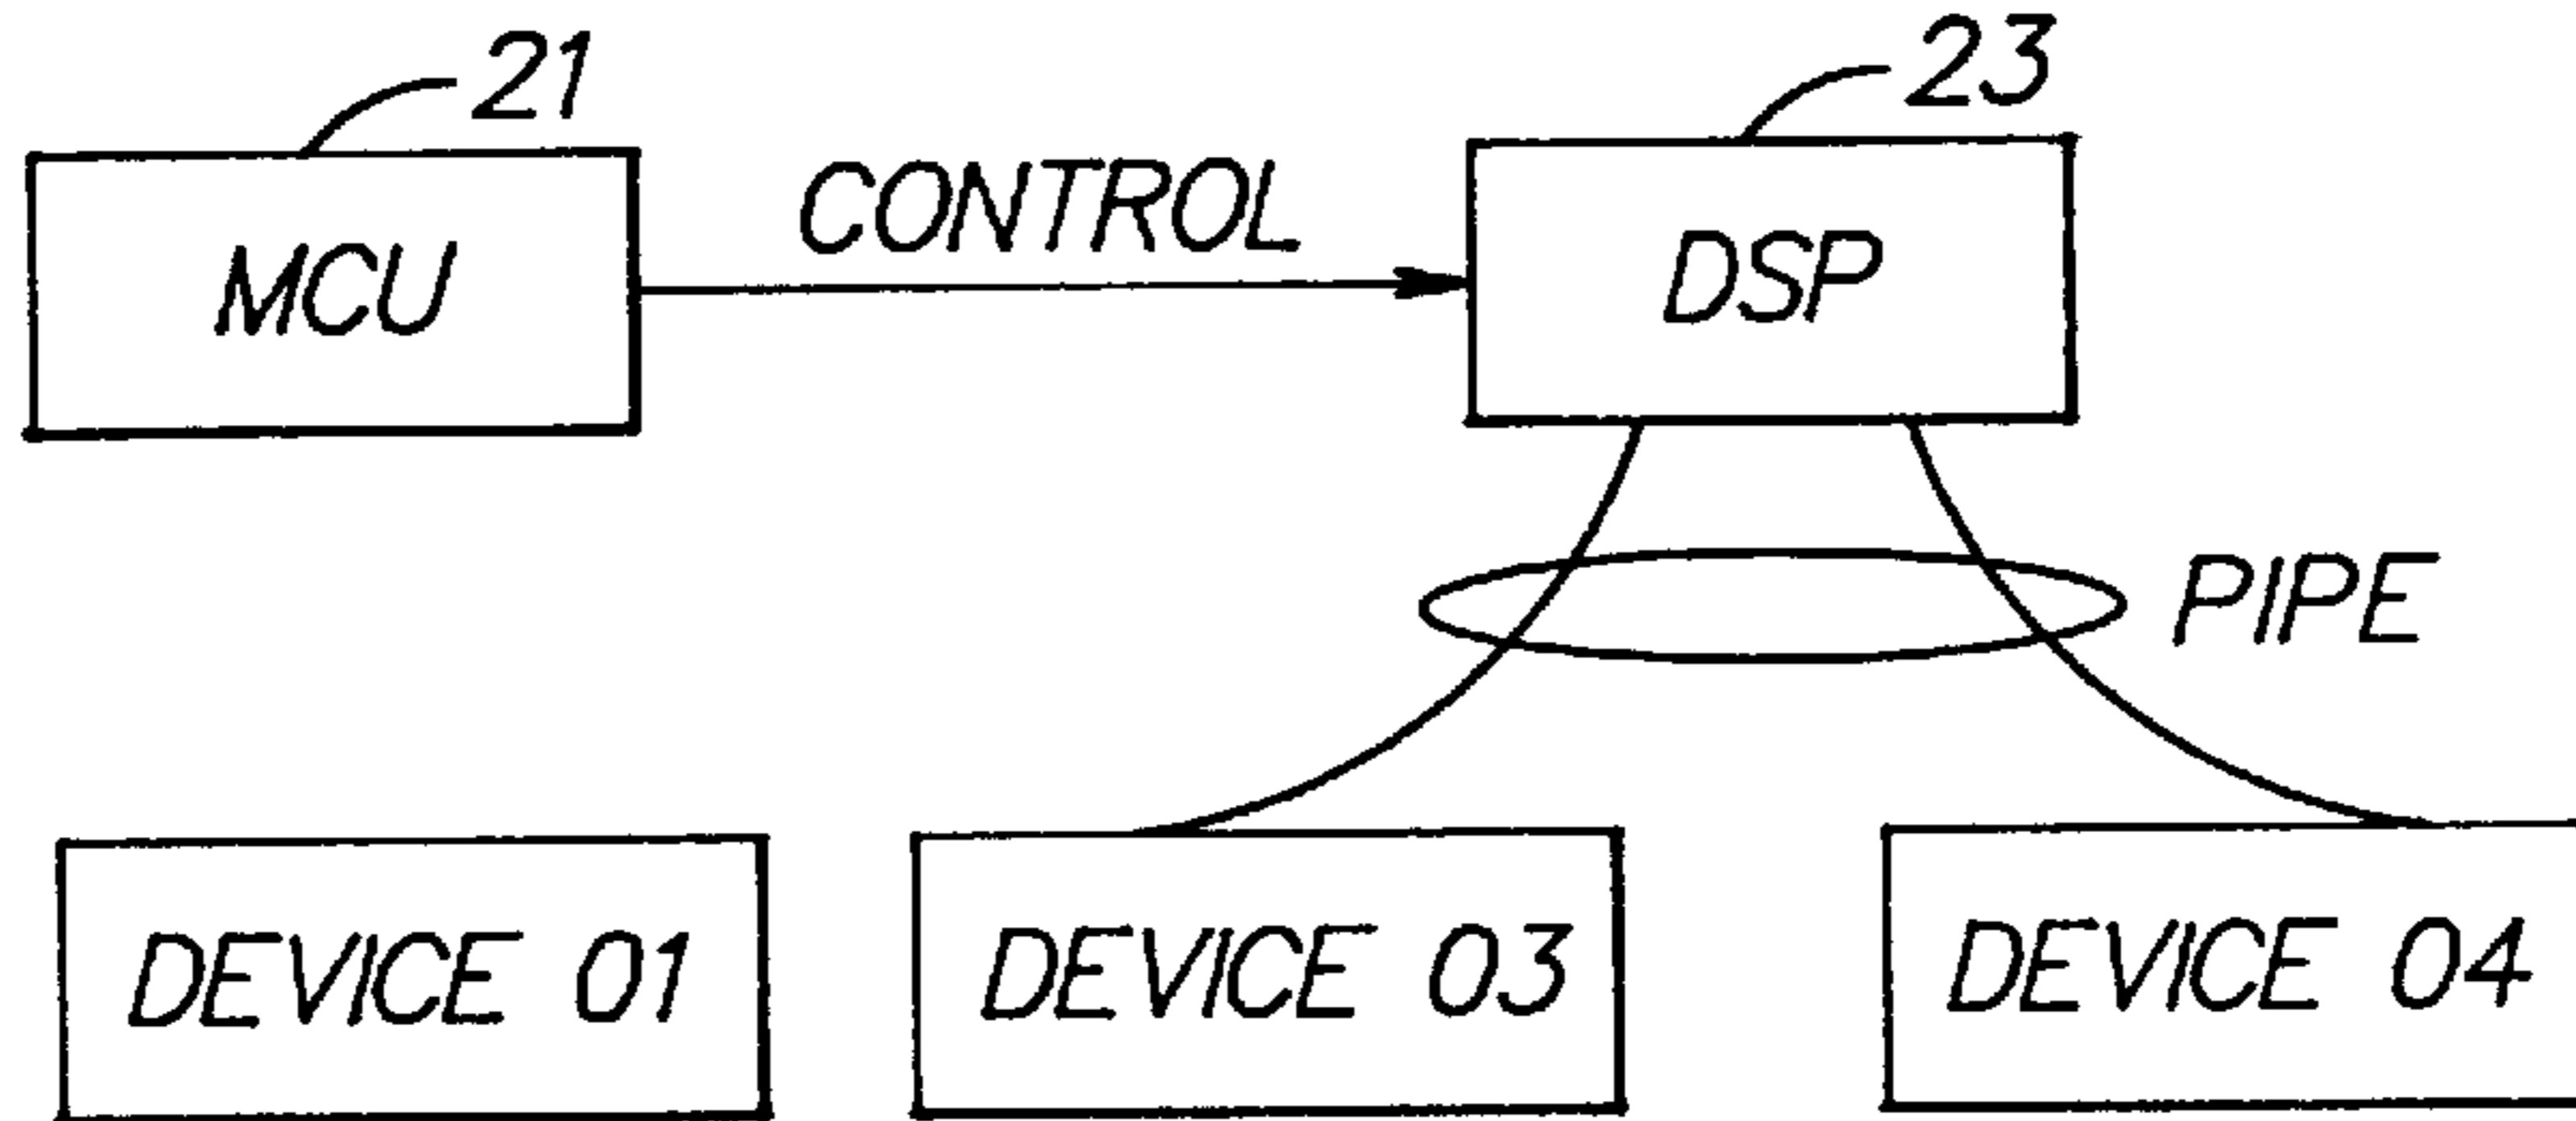 21
23
MCU
CONTROL
DSP
PIPE
DEVICE 01
DEVICE 03
DEVICE 04